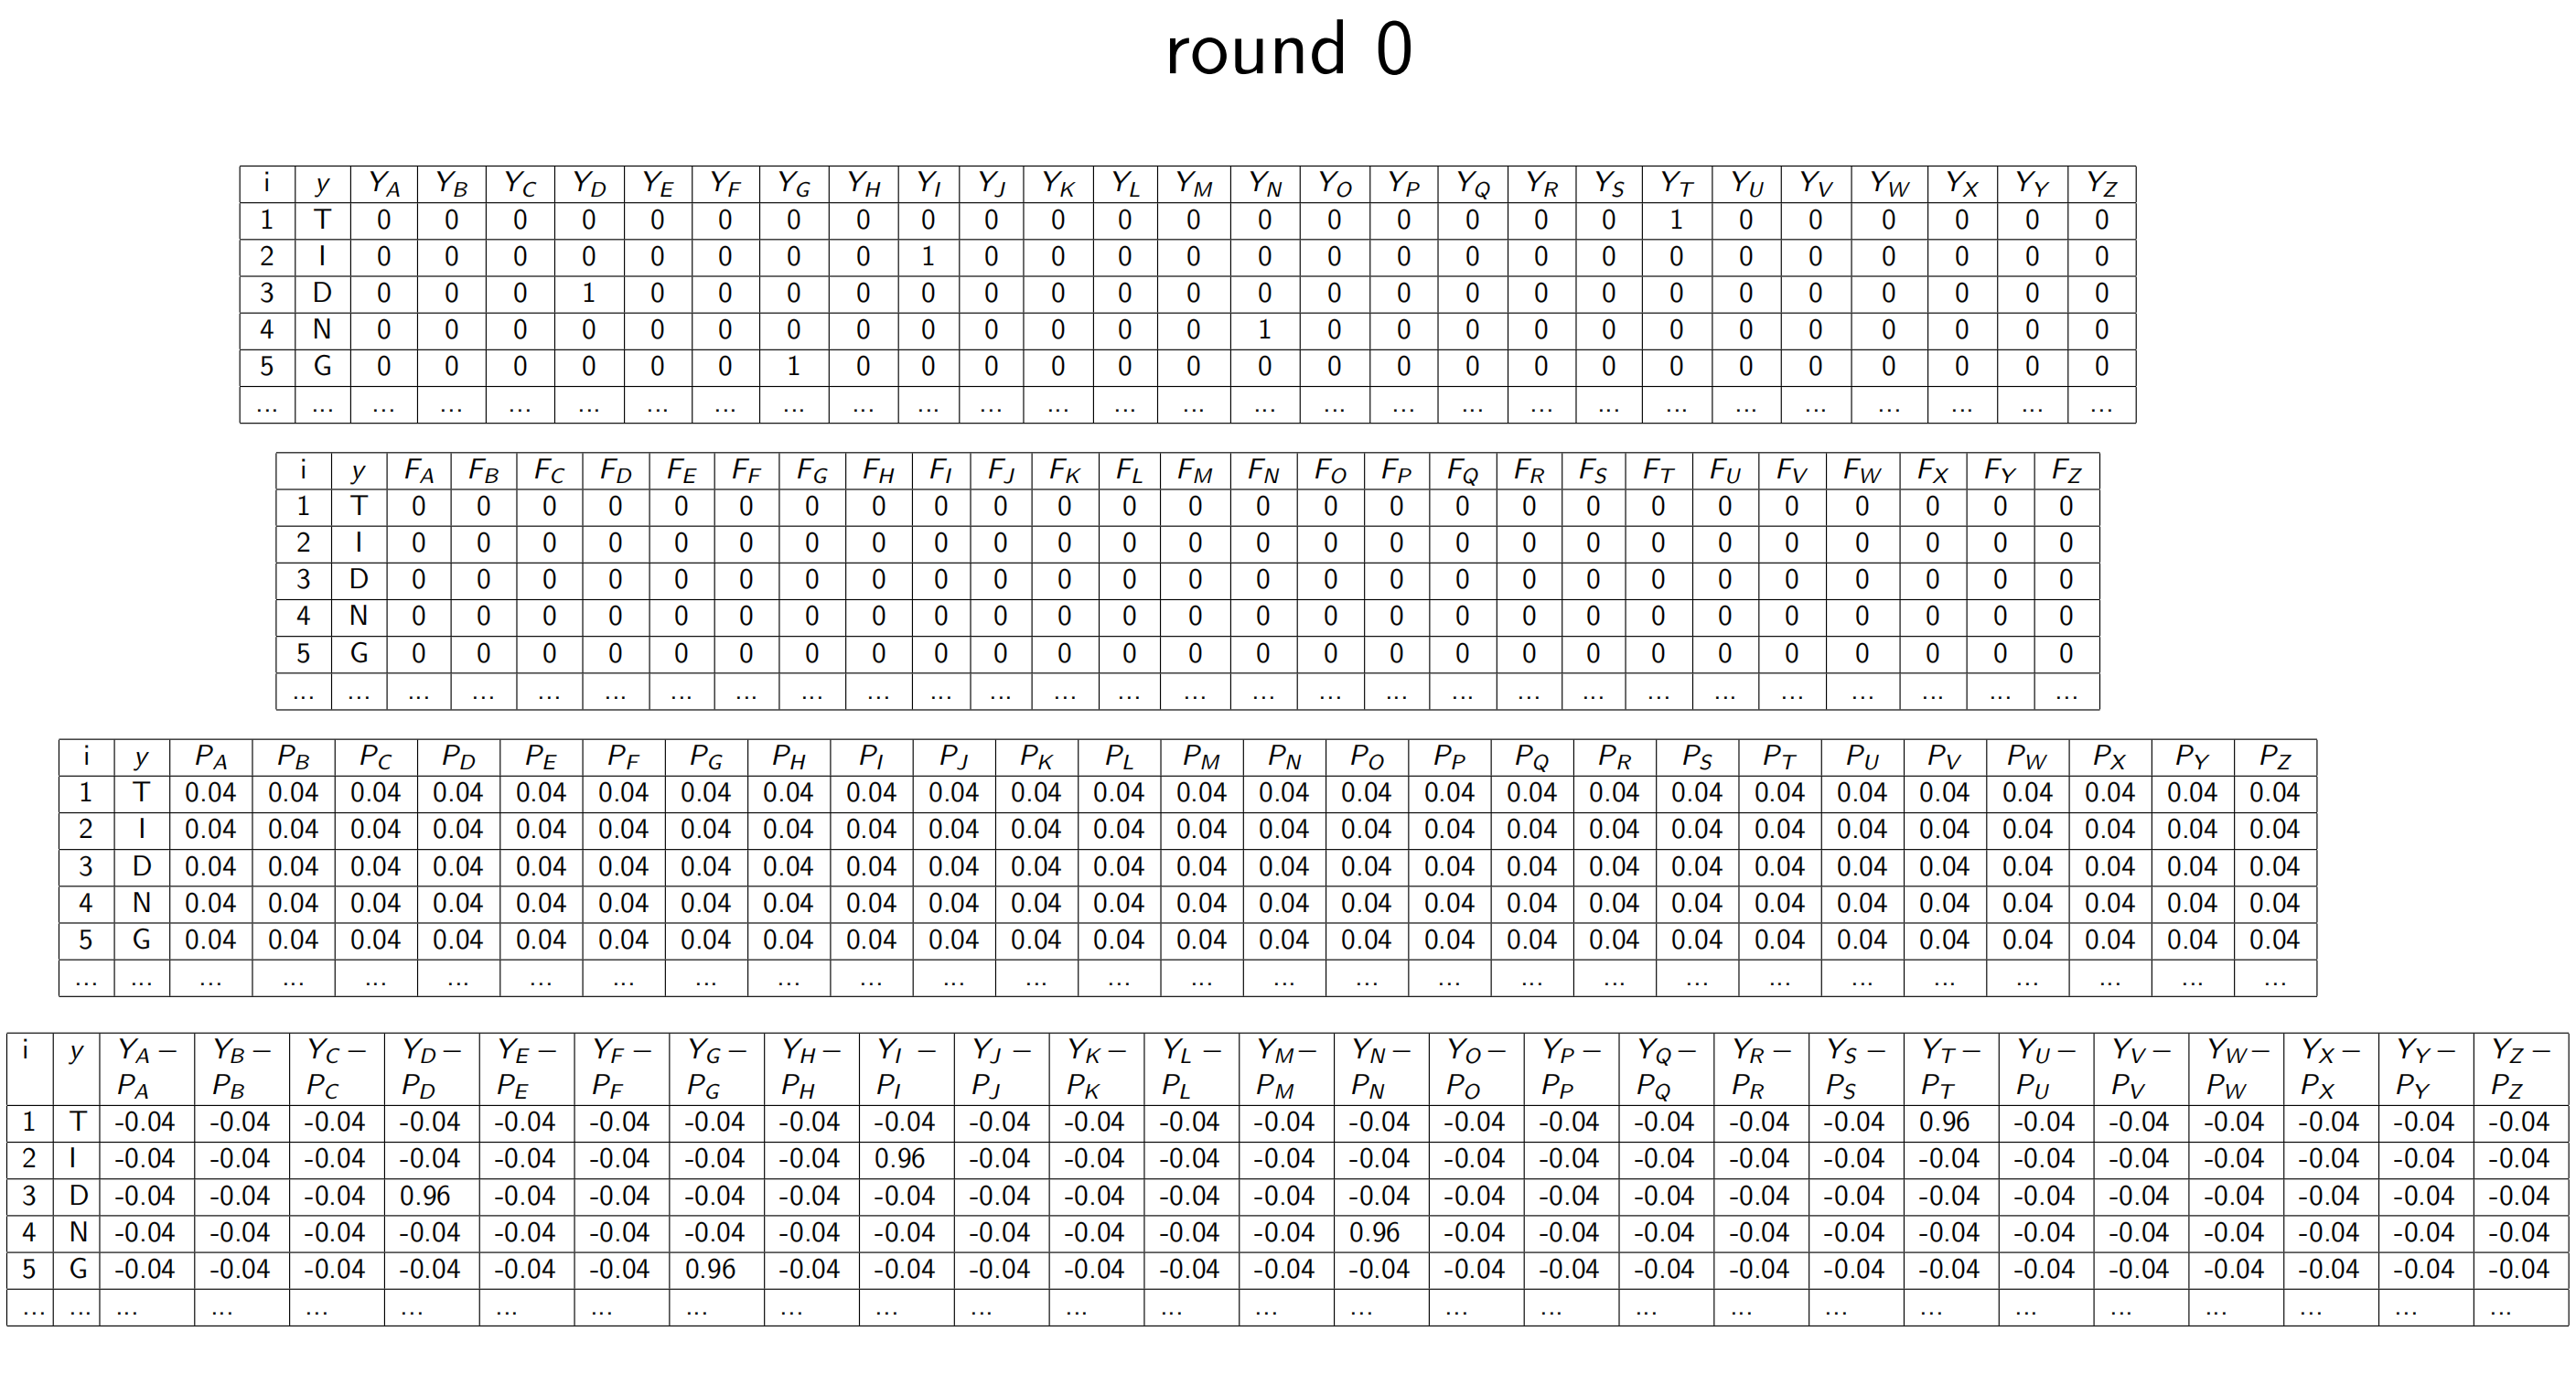 round 0
i y Y_A Y_B Y_C Y_D Y_E Y_F Y_G Y_H Y_I Y_J Y_K Y_L Y_M Y_N Y_O Y_P Y_Q Y_R Y_S Y_T Y_U Y_V Y_W Y_X Y_Y Y_Z
1 T 0 0 0 0 0 0 0 0 0 0 0 0 0 0 0 0 0 0 0 1 0 0 0 0 0 0
2 I 0 0 0 0 0 0 0 0 1 0 0 0 0 0 0 0 0 0 0 0 0 0 0 0 0 0
3 D 0 0 0 1 0 0 0 0 0 0 0 0 0 0 0 0 0 0 0 0 0 0 0 0 0 0
4 N 0 0 0 0 0 0 0 0 0 0 0 0 0 1 0 0 0 0 0 0 0 0 0 0 0 0
5 G 0 0 0 0 0 0 1 0 0 0 0 0 0 0 0 0 0 0 0 0 0 0 0 0 0 0
... ... ... ... ... ... ... ... ... ... ... ... ... ... ... ... ... ... ... ... ... ... ... ... ... ... ... ...
i y F_A F_B F_C F_D F_E F_F F_G F_H F_I F_J F_K F_L F_M F_N F_O F_P F_Q F_R F_S F_T F_U F_V F_W F_X F_Y F_Z
1 T 0 0 0 0 0 0 0 0 0 0 0 0 0 0 0 0 0 0 0 0 0 0 0 0 0 0
2 I 0 0 0 0 0 0 0 0 0 0 0 0 0 0 0 0 0 0 0 0 0 0 0 0 0 0
3 D 0 0 0 0 0 0 0 0 0 0 0 0 0 0 0 0 0 0 0 0 0 0 0 0 0 0
4 N 0 0 0 0 0 0 0 0 0 0 0 0 0 0 0 0 0 0 0 0 0 0 0 0 0 0
5 G 0 0 0 0 0 0 0 0 0 0 0 0 0 0 0 0 0 0 0 0 0 0 0 0 0 0
... ... ... ... ... ... ... ... ... ... ... ... ... ... ... ... ... ... ... ... ... ... ... ... ... ... ... ...
i y P_A P_B P_C P_D P_E P_F P_G P_H P_I P_J P_K P_L P_M P_N P_O P_P P_Q P_R P_S P_T P_U P_V P_W P_X P_Y P_Z
1 T 0.04 0.04 0.04 0.04 0.04 0.04 0.04 0.04 0.04 0.04 0.04 0.04 0.04 0.04 0.04 0.04 0.04 0.04 0.04 0.04 0.04 0.04 0.04 0.04 0.04 0.04
2 I 0.04 0.04 0.04 0.04 0.04 0.04 0.04 0.04 0.04 0.04 0.04 0.04 0.04 0.04 0.04 0.04 0.04 0.04 0.04 0.04 0.04 0.04 0.04 0.04 0.04 0.04
3 D 0.04 0.04 0.04 0.04 0.04 0.04 0.04 0.04 0.04 0.04 0.04 0.04 0.04 0.04 0.04 0.04 0.04 0.04 0.04 0.04 0.04 0.04 0.04 0.04 0.04 0.04
4 N 0.04 0.04 0.04 0.04 0.04 0.04 0.04 0.04 0.04 0.04 0.04 0.04 0.04 0.04 0.04 0.04 0.04 0.04 0.04 0.04 0.04 0.04 0.04 0.04 0.04 0.04
5 G 0.04 0.04 0.04 0.04 0.04 0.04 0.04 0.04 0.04 0.04 0.04 0.04 0.04 0.04 0.04 0.04 0.04 0.04 0.04 0.04 0.04 0.04 0.04 0.04 0.04 0.04
... ... ... ... ... ... ... ... ... ... ... ... ... ... ... ... ... ... ... ... ... ... ... ... ... ... ... ...
i y Y_A − Y_B − Y_C − Y_D − Y_E − Y_F − Y_G − Y_H − Y_I − Y_J − Y_K − Y_L − Y_M − Y_N − Y_O − Y_P − Y_Q − Y_R − Y_S − Y_T − Y_U − Y_V − Y_W − Y_X − Y_Y − Y_Z −
P_A P_B P_C P_D P_E P_F P_G P_H P_I P_J P_K P_L P_M P_N P_O P_P P_Q P_R P_S P_T P_U P_V P_W P_X P_Y P_Z
1 T -0.04 -0.04 -0.04 -0.04 -0.04 -0.04 -0.04 -0.04 -0.04 -0.04 -0.04 -0.04 -0.04 -0.04 -0.04 -0.04 -0.04 -0.04 -0.04 0.96 -0.04 -0.04 -0.04 -0.04 -0.04 -0.04
2 I -0.04 -0.04 -0.04 -0.04 -0.04 -0.04 -0.04 -0.04 0.96 -0.04 -0.04 -0.04 -0.04 -0.04 -0.04 -0.04 -0.04 -0.04 -0.04 -0.04 -0.04 -0.04 -0.04 -0.04 -0.04 -0.04
3 D -0.04 -0.04 -0.04 0.96 -0.04 -0.04 -0.04 -0.04 -0.04 -0.04 -0.04 -0.04 -0.04 -0.04 -0.04 -0.04 -0.04 -0.04 -0.04 -0.04 -0.04 -0.04 -0.04 -0.04 -0.04 -0.04
4 N -0.04 -0.04 -0.04 -0.04 -0.04 -0.04 -0.04 -0.04 -0.04 -0.04 -0.04 -0.04 -0.04 0.96 -0.04 -0.04 -0.04 -0.04 -0.04 -0.04 -0.04 -0.04 -0.04 -0.04 -0.04 -0.04
5 G -0.04 -0.04 -0.04 -0.04 -0.04 -0.04 0.96 -0.04 -0.04 -0.04 -0.04 -0.04 -0.04 -0.04 -0.04 -0.04 -0.04 -0.04 -0.04 -0.04 -0.04 -0.04 -0.04 -0.04 -0.04 -0.04
... ... ... ... ... ... ... ... ... ... ... ... ... ... ... ... ... ... ... ... ... ... ... ... ... ... ... ...